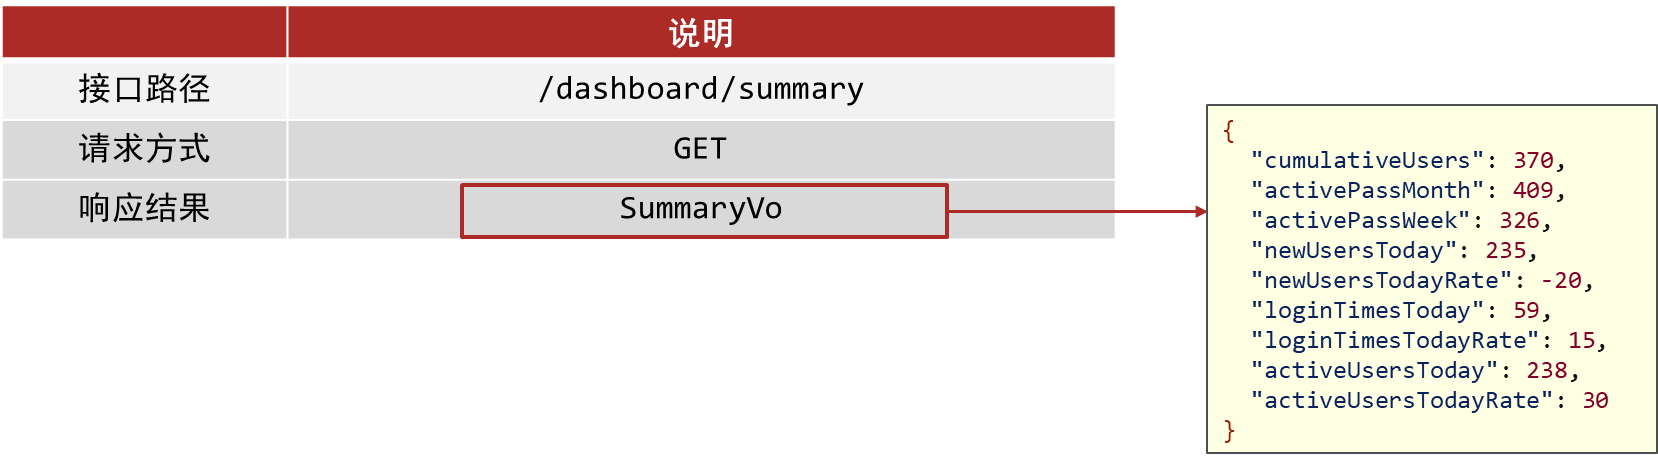 说明
接口路径 /dashboard/summary
请求方式 GET
响应结果 SummaryVo
{
"cumulativeUsers": 370,
"activePassMonth": 409,
"activePassWeek": 326,
"newUsersToday": 235,
"newUsersTodayRate": -20,
"loginTimesToday": 59,
"loginTimesTodayRate": 15,
"activeUsersToday": 238,
"activeUsersTodayRate": 30
}